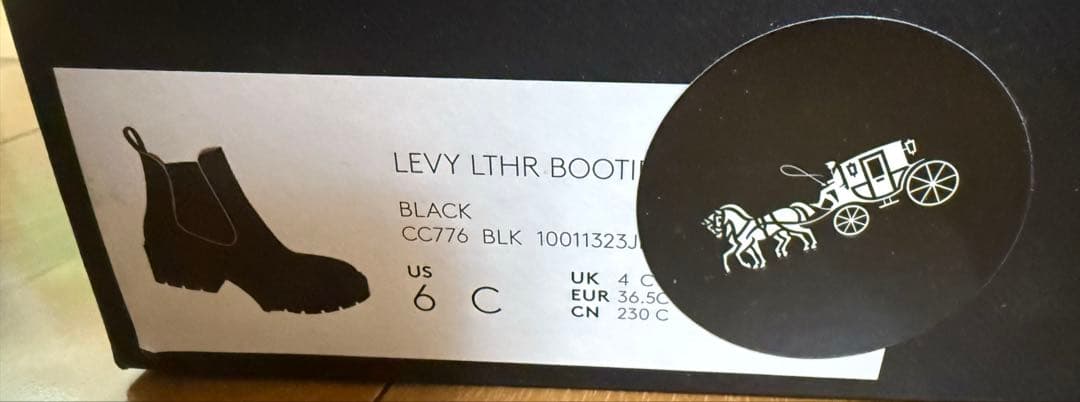 LEVY LTHR BOOTI
BLACK
CC776 BLK 10011323J
US
6 C
UK 4 C
EUR 36.5C
CN 230 C